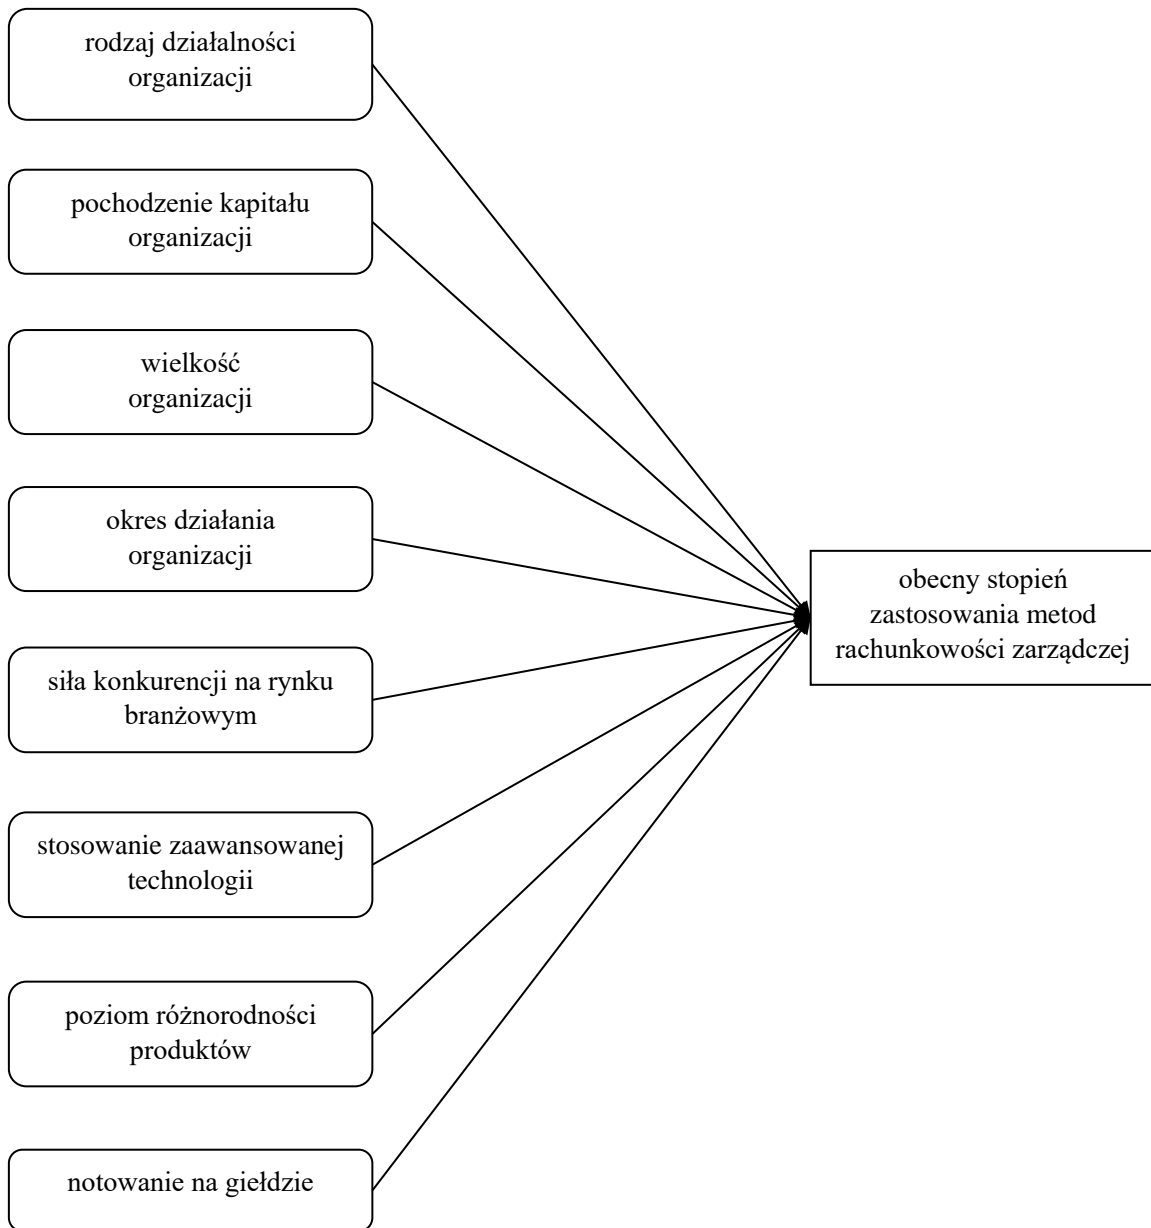 rodzaj działalności
organizacji
pochodzenie kapitału
organizacji
wielkość
organizacji
okres działania
organizacji
siła konkurencji na rynku
branżowym
stosowanie zaawansowanej
technologii
poziom różnorodności
produktów
notowanie na giełdzie
obecny stopień
zastosowania metod
rachunkowości zarządczej